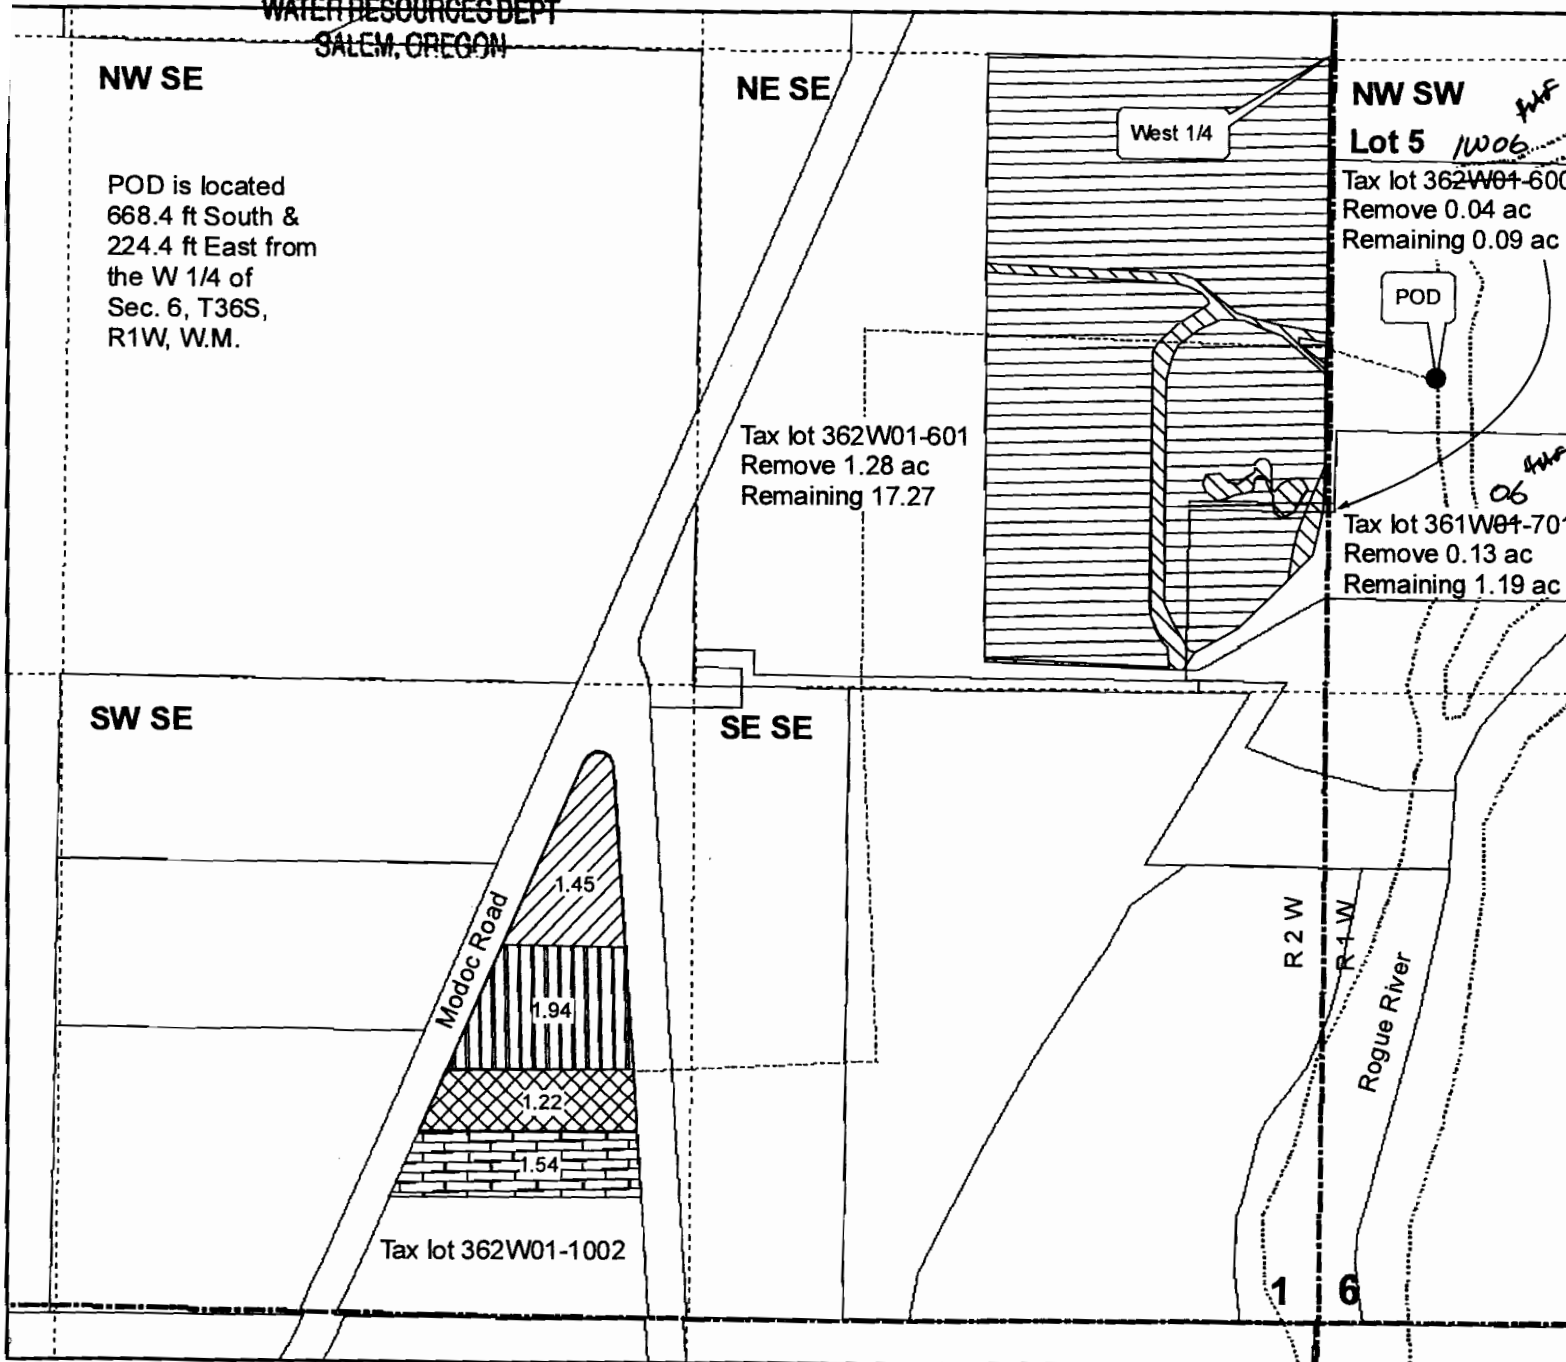 WATER RESOURCES DEPT
SALEM, OREGON
NW SE
NE SE
NW SW
Lot 5
1W06
West 1/4
Tax lot 362W01-600
Remove 0.04 ac
Remaining 0.09 ac
POD is located
668.4 ft South &
224.4 ft East from
the W 1/4 of
Sec. 6, T36S,
R1W, W.M.
POD
Tax lot 362W01-601
Remove 1.28 ac
Remaining 17.27
06
Tax lot 361W01-701
Remove 0.13 ac
Remaining 1.19 ac
SW SE
SE SE
1.45
Modoc Road
1.94
1.22
1.54
R 2 W
R 1 W
Rogue River
Tax lot 362W01-1002
1
6